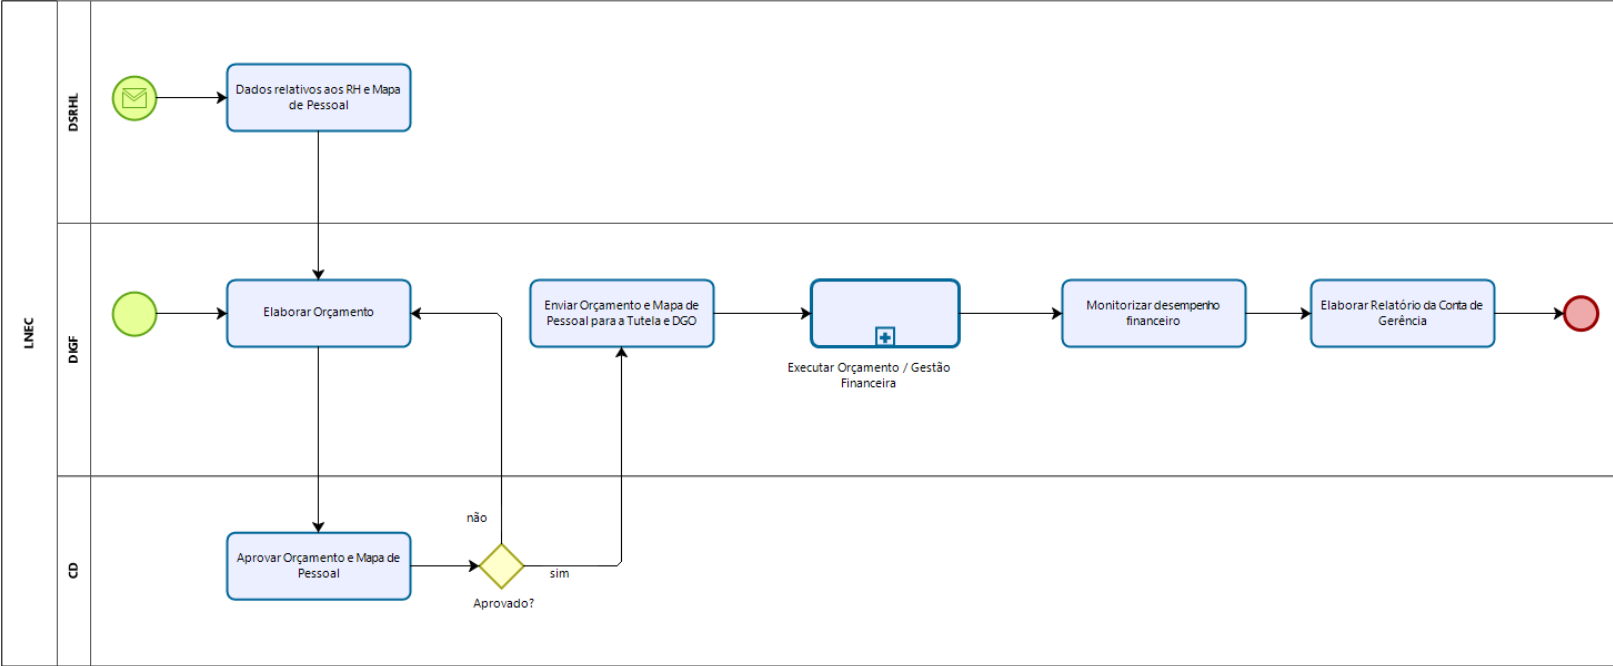 LNEC
DSRHL
Dados relativos aos RH e Mapa
de Pessoal
DIGF
Elaborar Orçamento
Enviar Orçamento e Mapa de
Pessoal para a Tutela e DGO
Executar Orçamento / Gestão
Financeira
Monitorizar desempenho
financeiro
Elaborar Relatório da Conta de
Gerência
CD
Aprovar Orçamento e Mapa de
Pessoal
não
sim
Aprovado?